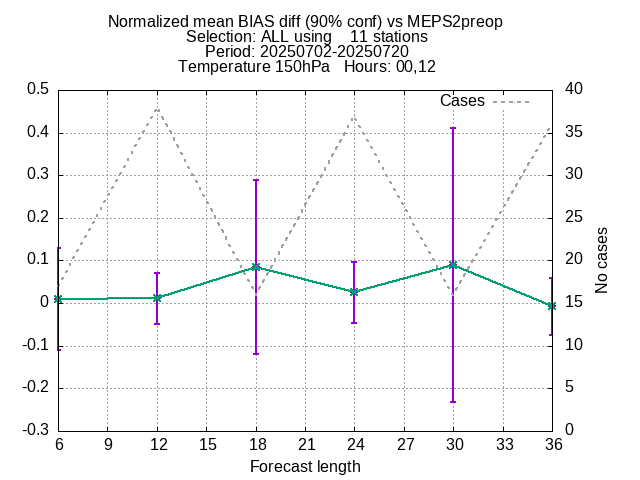 Normalized mean BIAS diff (90% conf) vs MEPS2preop
Selection: ALL using    11 stations
Period: 20250702-20250720
Temperature 150hPa   Hours: 00,12
Cases
0.5
0.4
0.3
0.2
0.1
0
-0.1
-0.2
-0.3
40
35
30
25
20
15
10
5
0
No cases
6 9 12 15 18 21 24 27 30 33 36
Forecast length